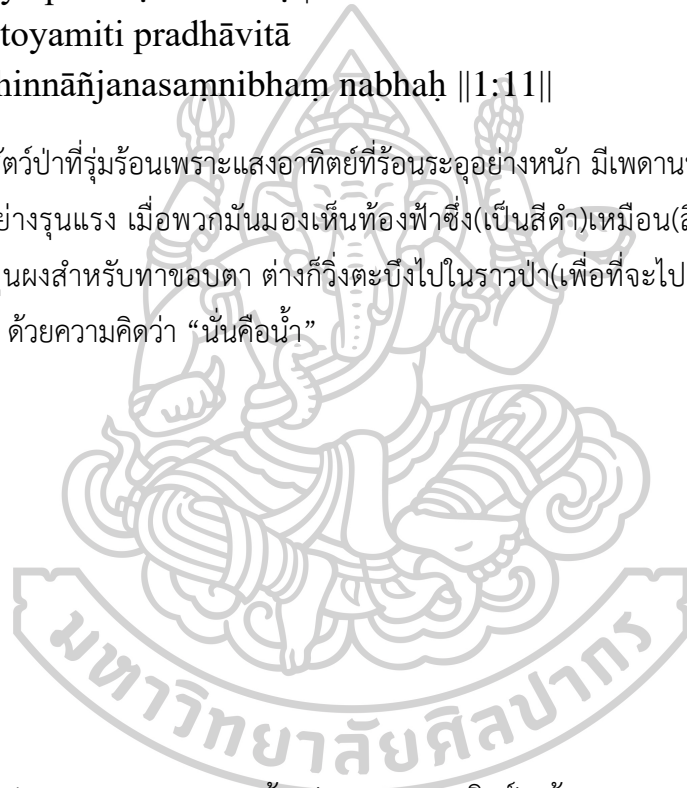 toyamiti pradhāvitā
hinnāñjanasaṃnibhaṃ nabhaḥ ||1:11||
ัตว์ป่าที่รุ่มร้อนเพราะแสงอาทิตย์ที่ร้อนระอุอย่างหนัก มีเพดาน
ย่างรุนแรง เมื่อพวกมันมองเห็นท้องฟ้าซึ่ง(เป็นสีดำ)เหมือน(สี
ุนผงสำหรับทาขอบตา ต่างก็วิ่งตะบึงไปในราวป่า(เพื่อที่จะไป
ด้วยความคิดว่า “นั่นคือน้ำ”
มหาวิทยาลัยศิลปากร